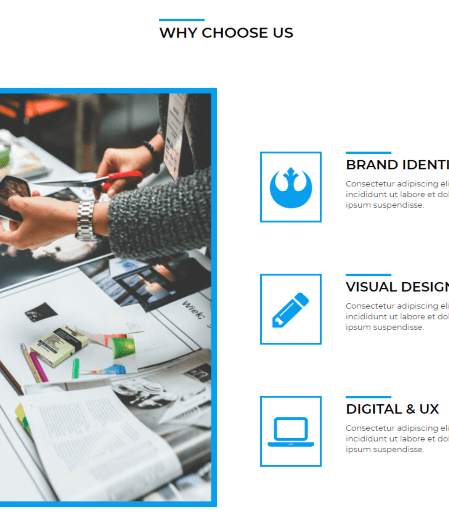 WHY CHOOSE US
BRAND IDENTI
Consectetur adipiscing eli
incididunt ut labore et dol
ipsum suspendisse.
VISUAL DESIGN
Consectetur adipiscing eli
incididunt ut labore et dol
ipsum suspendisse.
DIGITAL & UX
Consectetur adipiscing eli
incididunt ut labore et dol
ipsum suspendisse.